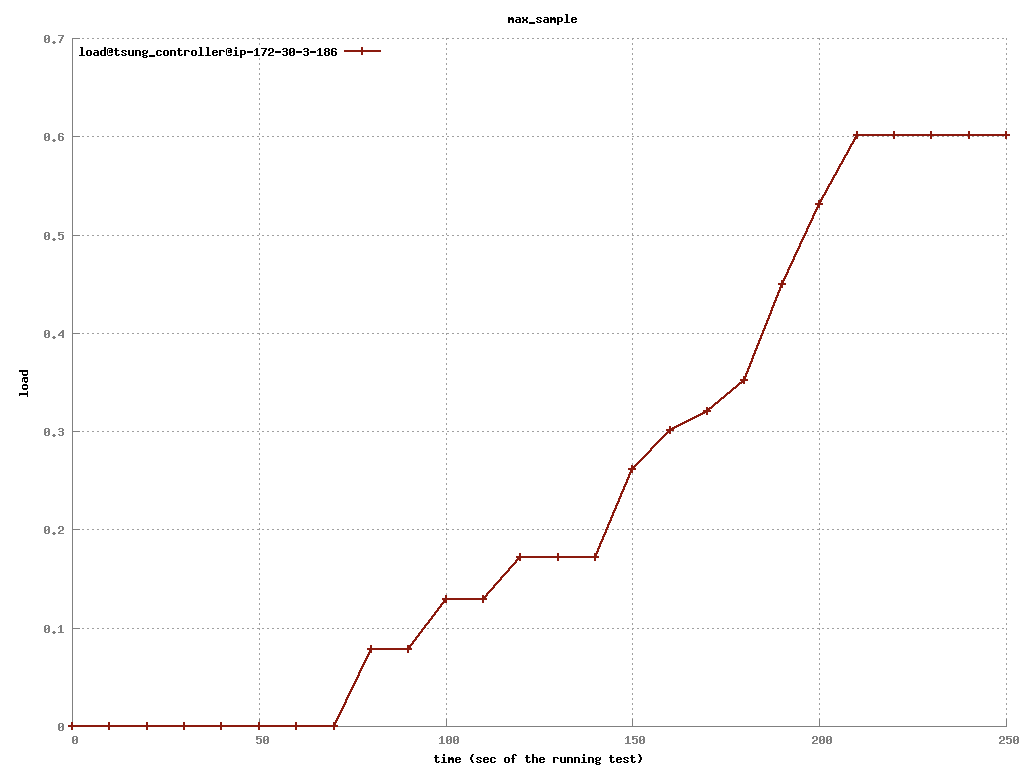 max_sample
load@tsung_controller@ip-172-30-3-186
0.7
0.6
0.5
0.4
0.3
0.2
0.1
0
load
0 50 100 150 200 250
time (sec of the running test)